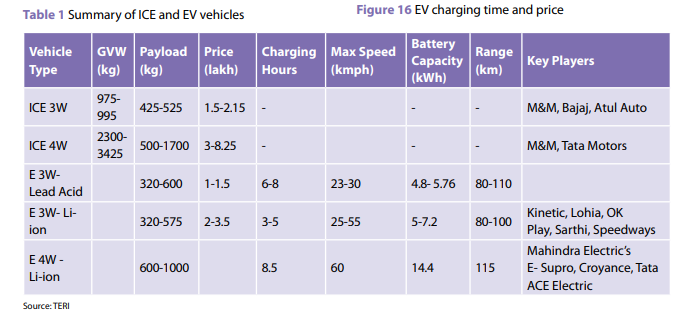 Table 1 Summary of ICE and EV vehicles
Figure 16 EV charging time and price
Vehicle Type GVW (kg) Payload (kg) Price (lakh) Charging Hours Max Speed (kmph) Battery Capacity (kWh) Range (km) Key Players
ICE 3W 975-995 425-525 1.5-2.15 - - - - M&M, Bajaj, Atul Auto
ICE 4W 2300-3425 500-1700 3-8.25 - - - - M&M, Tata Motors
E 3W- Lead Acid 320-600 1-1.5 6-8 23-30 4.8- 5.76 80-110
E 3W- Li-ion 320-575 2-3.5 3-5 25-55 5-7.2 80-100 Kinetic, Lohia, OK Play, Sarthi, Speedways
E 4W - Li-ion 600-1000 8.5 60 14.4 115 Mahindra Electric's E- Supro, Croyance, Tata ACE Electric
Source: TERI